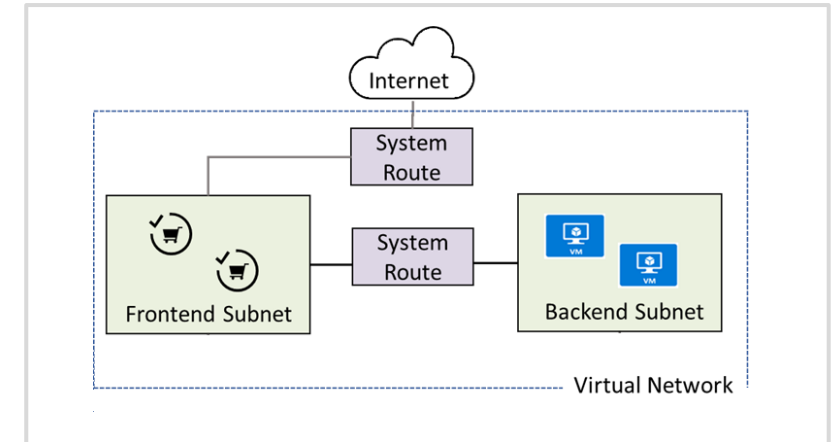 Internet
System
Route
System
Route
VM
VM
Frontend Subnet
Backend Subnet
Virtual Network